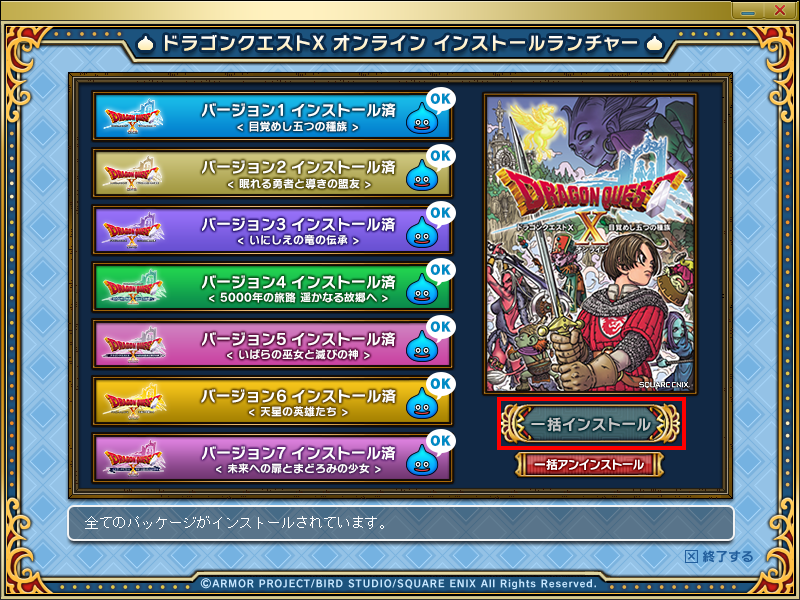 ドラゴンクエストX オンライン インストールランチャー
バージョン1 インストール済
< 目覚めし五つの種族 >
OK
バージョン2 インストール済
< 眠れる勇者と導きの盟友 >
OK
バージョン3 インストール済
< いにしえの竜の伝承 >
OK
バージョン4 インストール済
< 5000年の旅路 遥かなる故郷へ >
OK
バージョン5 インストール済
< いばらの巫女と滅びの神 >
OK
バージョン6 インストール済
< 天星の英雄たち >
OK
バージョン7 インストール済
< 未来への扉とまどろみの少女 >
OK
DRAGON QUEST
X
ドラゴンクエストX 目覚めし五つの種族
SQUARE ENIX
一括インストール
一括アンインストール
全てのパッケージがインストールされています。
終了する
©ARMOR PROJECT/BIRD STUDIO/SQUARE ENIX All Rights Reserved.